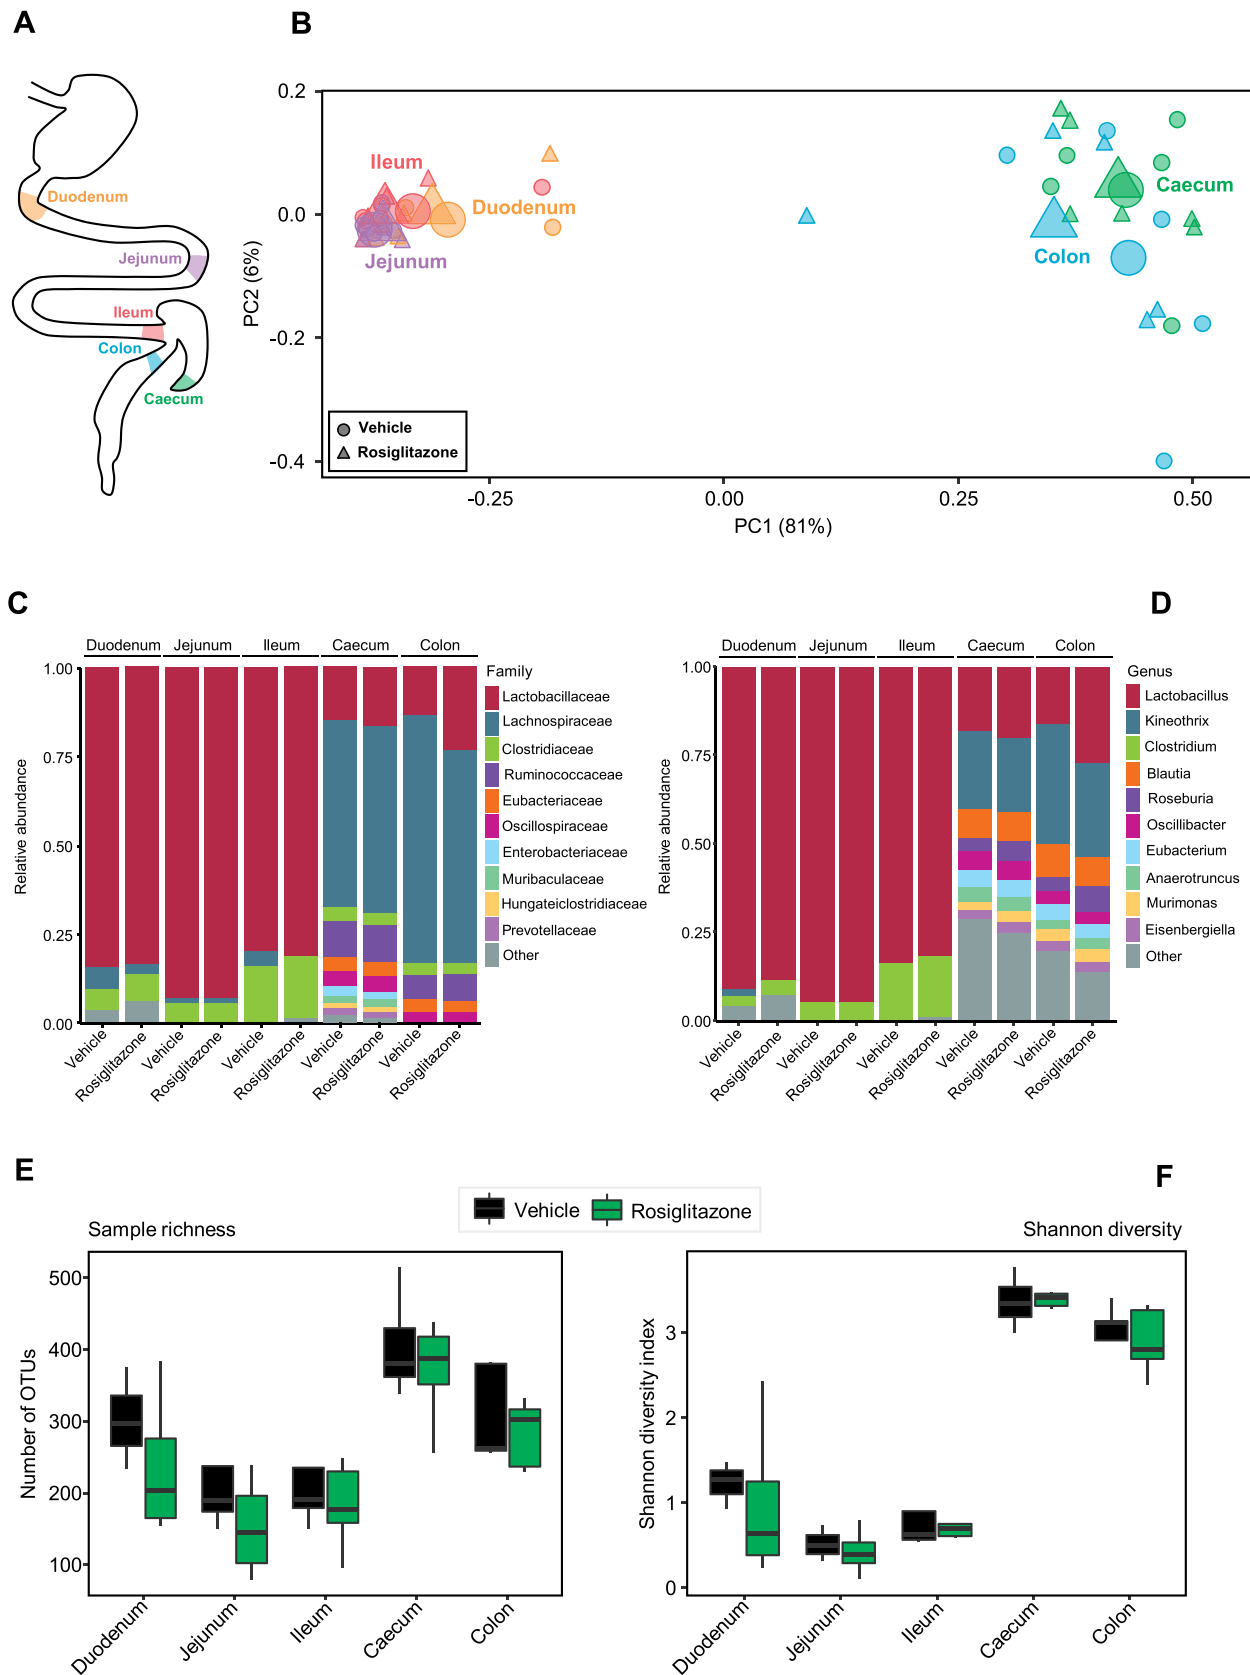 A
B
Duodenum
Jejunum
Ileum
Colon
Caecum
0.2
0.0
-0.2
-0.4
PC2 (6%)
Ileum
Duodenum
Jejunum
Caecum
Colon
Vehicle
Rosiglitazone
-0.25
0.00
0.25
0.50
PC1 (81%)
C
D
Duodenum Jejunum Ileum Caecum Colon
1.00
0.75
0.50
0.25
0.00
Relative abundance
Vehicle
Rosiglitazone
Vehicle
Rosiglitazone
Vehicle
Rosiglitazone
Vehicle
Rosiglitazone
Vehicle
Rosiglitazone
Family
Lactobacillaceae
Lachnospiraceae
Clostridiaceae
Ruminococcaceae
Eubacteriaceae
Oscillospiraceae
Enterobacteriaceae
Muribaculaceae
Hungateiclostridiaceae
Prevotellaceae
Other
Duodenum Jejunum Ileum Caecum Colon
1.00
0.75
0.50
0.25
0.00
Relative abundance
Vehicle
Rosiglitazone
Vehicle
Rosiglitazone
Vehicle
Rosiglitazone
Vehicle
Rosiglitazone
Vehicle
Rosiglitazone
Genus
Lactobacillus
Kineothrix
Clostridium
Blautia
Roseburia
Oscillibacter
Eubacterium
Anaerotruncus
Murimonas
Eisenbergiella
Other
E
F
Vehicle Rosiglitazone
Sample richness
500
400
300
200
100
Number of OTUs
Duodenum
Jejunum
Ileum
Caecum
Colon
Shannon diversity
3
2
1
0
Shannon diversity index
Duodenum
Jejunum
Ileum
Caecum
Colon